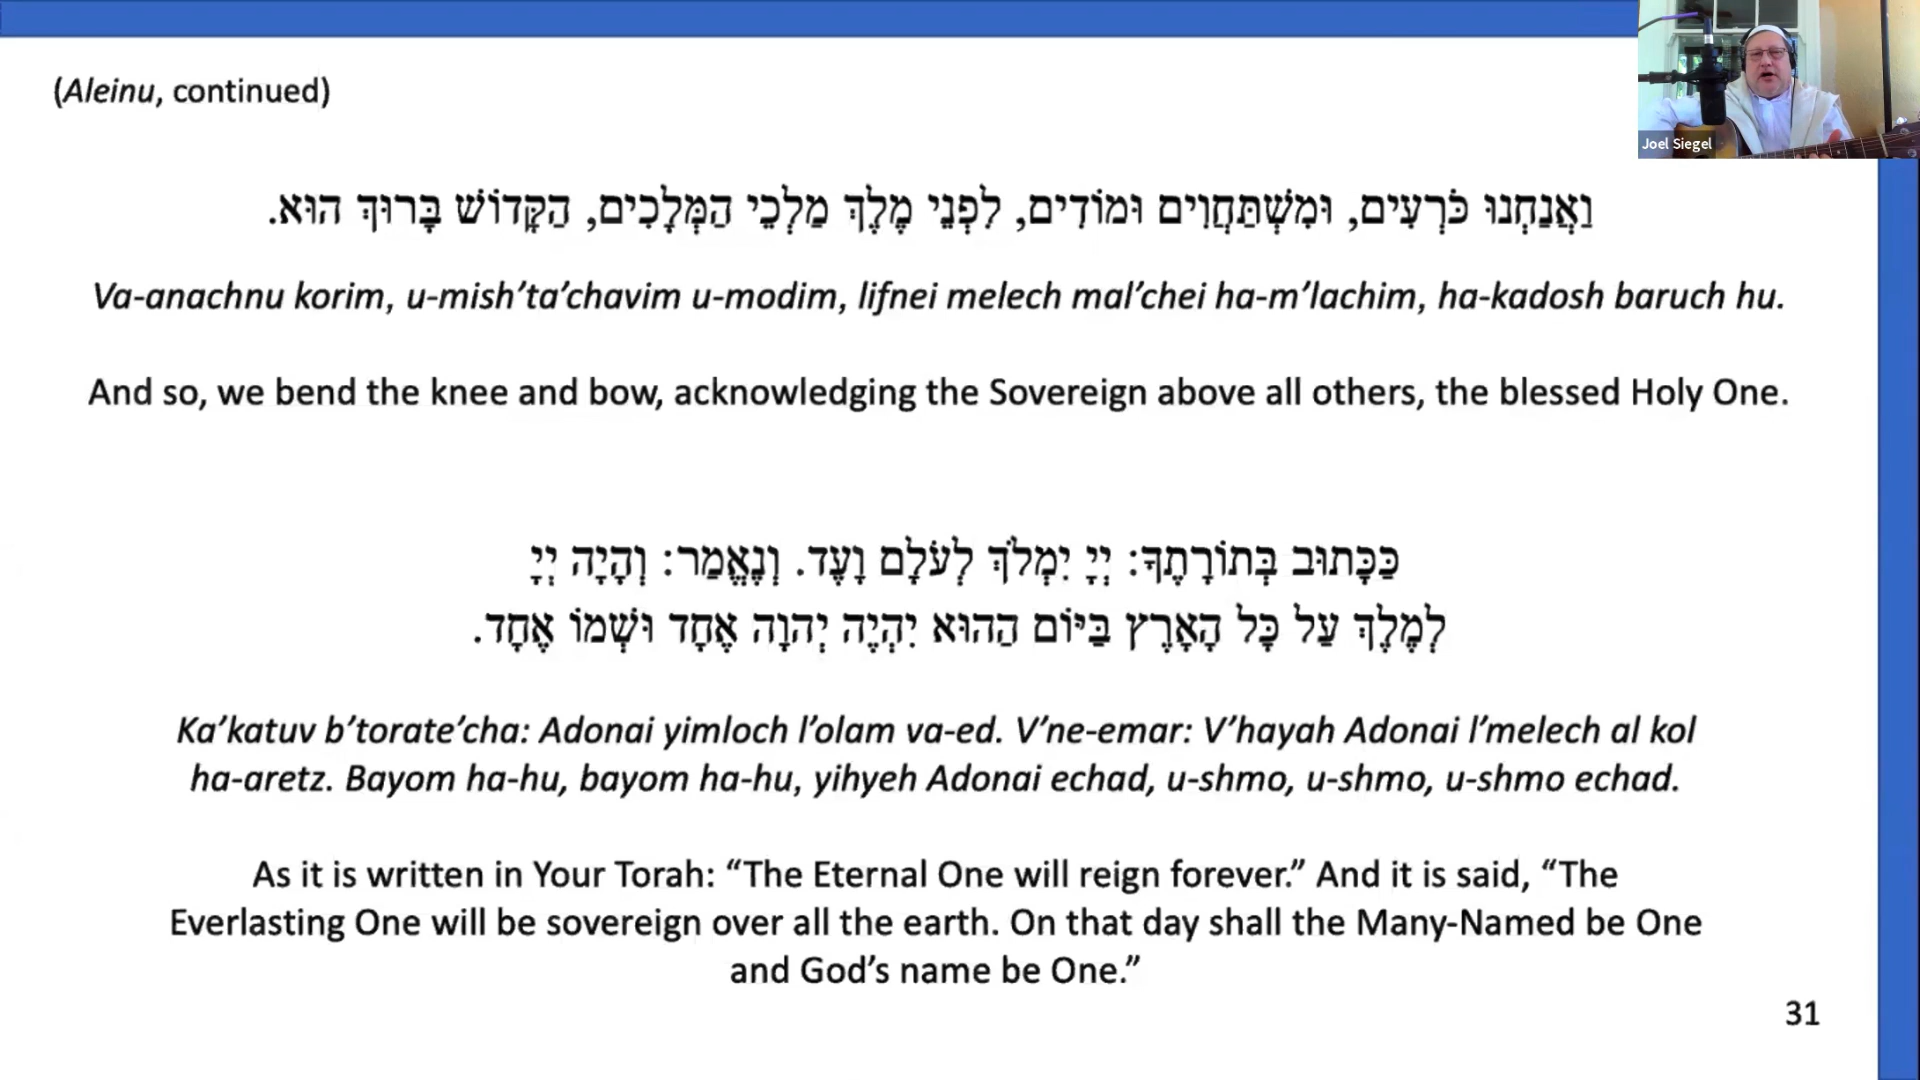 (Aleinu, continued)
Joel Siegel
וַאֲנַחְנוּ כֹּרְעִים, וּמִשְׁתַּחֲוִים וּמוֹדִים, לִפְנֵי מֶלֶךְ מַלְכֵי הַמְּלָכִים, הַקָּדוֹשׁ בָּרוּךְ הוּא.
Va-anachnu korim, u-mish’ta’chavim u-modim, lifnei melech mal’chei ha-m’lachim, ha-kadosh baruch hu.
And so, we bend the knee and bow, acknowledging the Sovereign above all others, the blessed Holy One.
כַּכָּתוּב בְּתוֹרָתֶךָ: יְיָ יִמְלֹךְ לְעֹלָם וָעֶד. וְנֶאֱמַר: וְהָיָה יְיָ
לְמֶלֶךְ עַל כָּל הָאָרֶץ בַּיּוֹם הַהוּא יִהְיֶה יְהוָה אֶחָד וּשְׁמוֹ אֶחָד.
Ka’katuv b’torate’cha: Adonai yimloch l’olam va-ed. V’ne-emar: V’hayah Adonai l’melech al kol
ha-aretz. Bayom ha-hu, bayom ha-hu, yihyeh Adonai echad, u-shmo, u-shmo, u-shmo echad.
As it is written in Your Torah: “The Eternal One will reign forever.” And it is said, “The
Everlasting One will be sovereign over all the earth. On that day shall the Many-Named be One
and God’s name be One.”
31